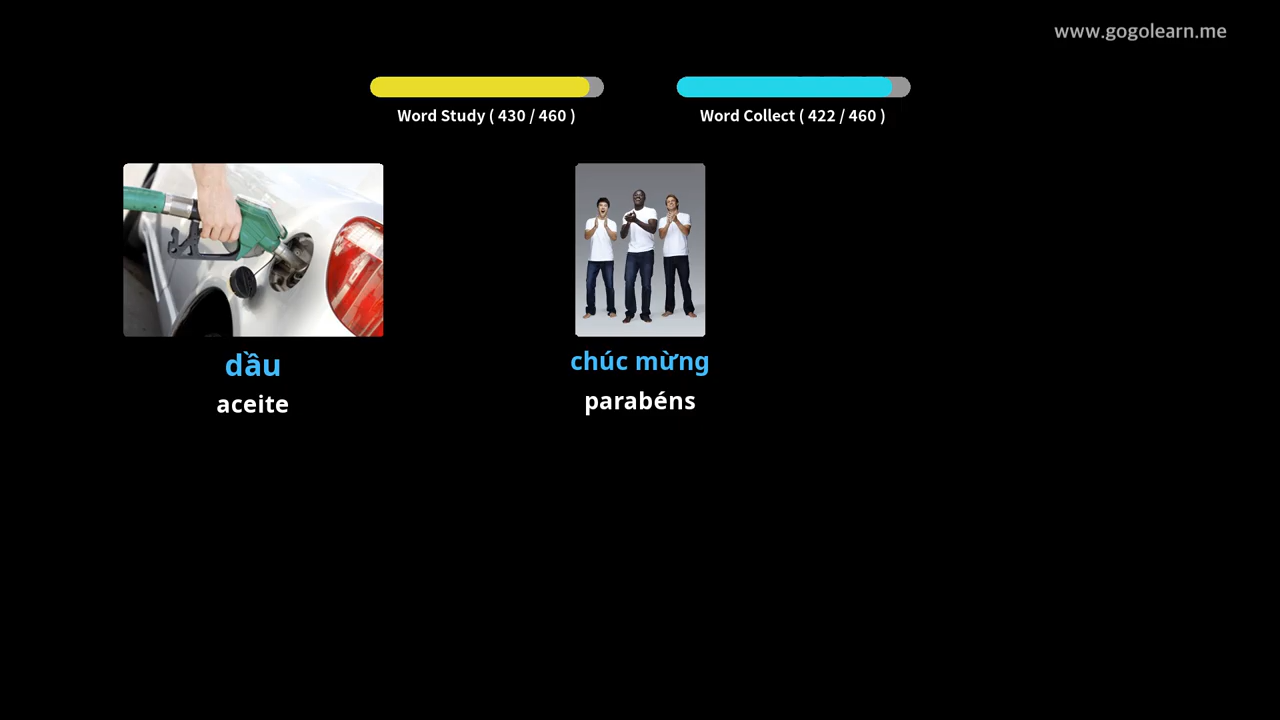 www.gogolearn.me
Word Study ( 430 / 460 )
Word Collect ( 422 / 460 )
dầu
aceite
chúc mừng
parabéns